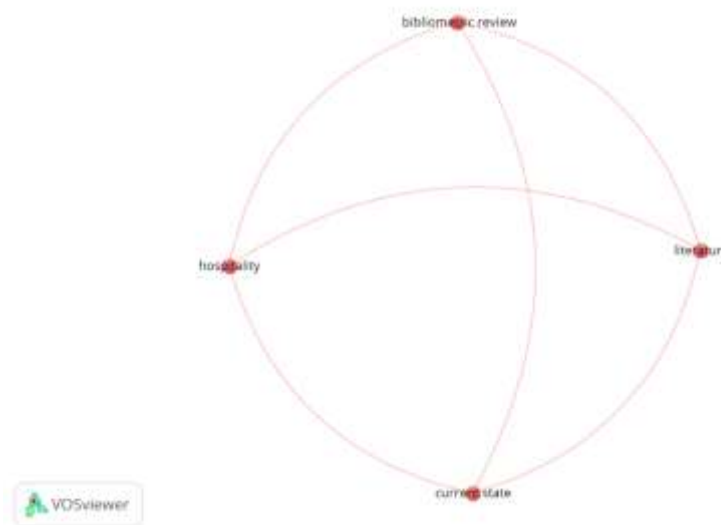 bibliometric review
literatur
hospitality
current state
VOSviewer